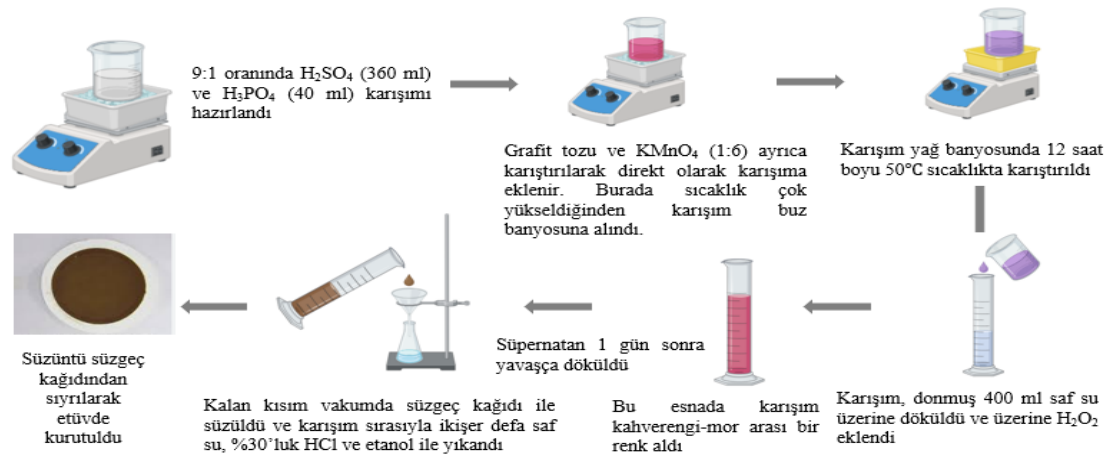 9:1 oranında H₂SO₄ (360 ml)
ve H₃PO₄ (40 ml) karışımı
hazırlandı
Grafit tozu ve KMnO₄ (1:6) ayrıca
karıştırılarak direkt olarak karışıma
eklenir. Burada sıcaklık çok
yükseldiğinden karışım buz
banyosuna alındı.
Karışım yağ banyosunda 12 saat
boyu 50℃ sıcaklıkta karıştırıldı
Karışım, donmuş 400 ml saf su
üzerine döküldü ve üzerine H₂O₂
eklendi
Bu esnada karışım
kahverengi-mor arası bir
renk aldı
Süpernatan 1 gün sonra
yavaşça döküldü
Kalan kısım vakumda süzgeç kağıdı ile
süzüldü ve karışım sırasıyla ikişer defa saf
su, %30’luk HCl ve etanol ile yıkandı
Süzüntü süzgeç
kağıdından
sıyrılarak
etüvde
kurutuldu